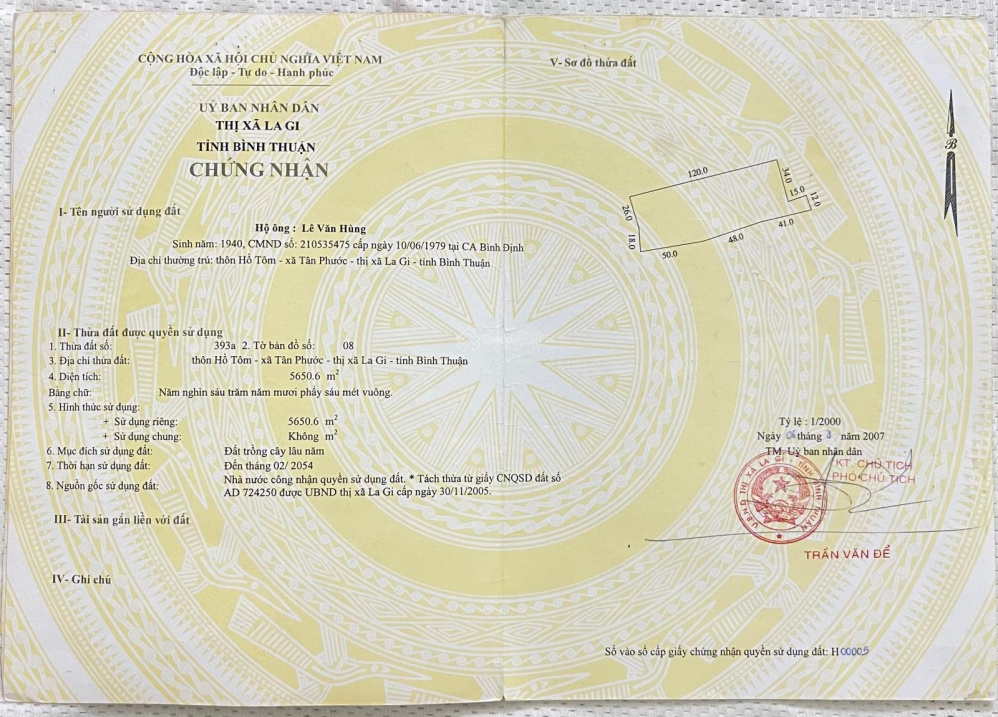 CỘNG HÒA XÃ HỘI CHỦ NGHĨA VIỆT NAM
Độc lập - Tự do - Hạnh phúc
UỶ BAN NHÂN DÂN
THỊ XÃ LA GI
TỈNH BÌNH THUẬN
CHỨNG NHẬN
I- Tên người sử dụng đất
Hộ ông : Lê Văn Hùng
Sinh năm: 1940, CMND số: 210535475 cấp ngày 10/06/1979 tại CA Bình Định
Địa chỉ thường trú: thôn Hồ Tôm - xã Tân Phước - thị xã La Gi - tỉnh Bình Thuận
II- Thửa đất được quyền sử dụng
1. Thửa đất số: 393a 2. Tờ bản đồ số: 08
3. Địa chỉ thửa đất: thôn Hồ Tôm - xã Tân Phước - thị xã La Gi - tỉnh Bình Thuận
4. Diện tích: 5650.6 m²
Bằng chữ: Năm nghìn sáu trăm năm mươi phẩy sáu mét vuông.
5. Hình thức sử dụng:
+ Sử dụng riêng: 5650.6 m²
+ Sử dụng chung: Không m²
6. Mục đích sử dụng đất: Đất trồng cây lâu năm
7. Thời hạn sử dụng đất: Đến tháng 02/ 2054
8. Nguồn gốc sử dụng đất: Nhà nước công nhận quyền sử dụng đất. * Tách thửa từ giấy CNQSD đất số
AD 724250 được UBND thị xã La Gi cấp ngày 30/11/2005.
III- Tài sản gắn liền với đất
IV- Ghi chú
V- Sơ đồ thửa đất
B
120.0
34.0
15.0
12.0
26.0
18.0
50.0
48.0
41.0
Tỷ lệ : 1/2000
Ngày tháng năm 2007
TM. Uỷ ban nhân dân
KT. CHỦ TỊCH
PHÓ CHỦ TỊCH
U.B.N.D THỊ XÃ LA GI - TỈNH BÌNH THUẬN
TRẦN VĂN ĐỂ
Số vào sổ cấp giấy chứng nhận quyền sử dụng đất: H00005